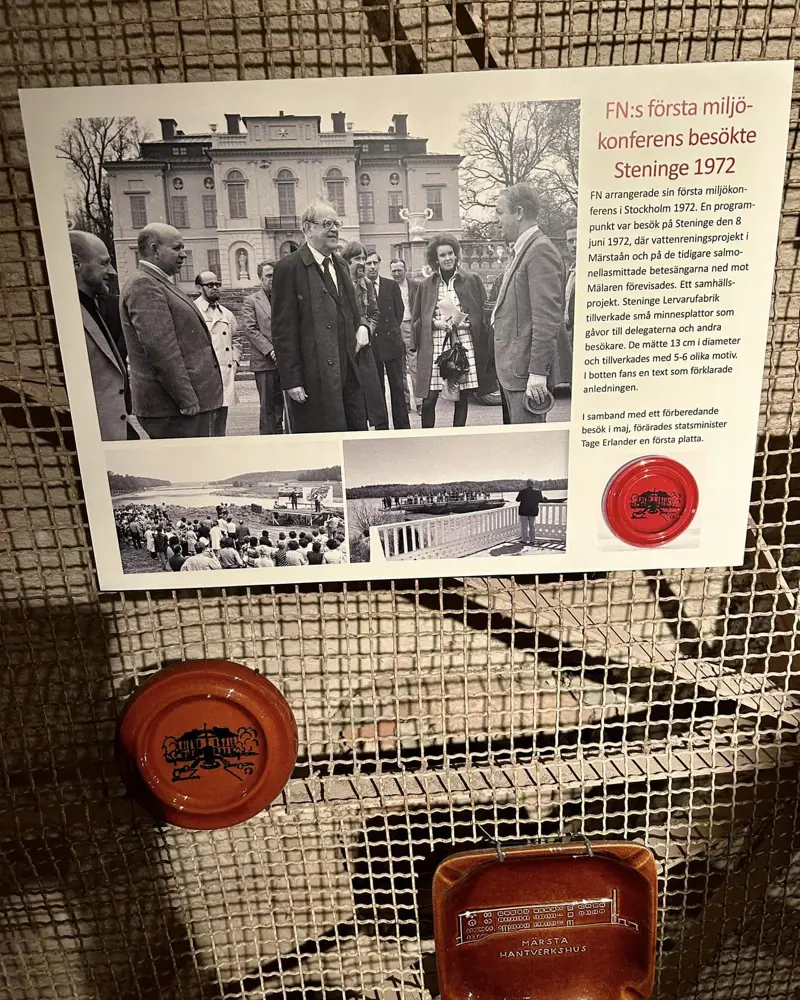 FN:s första miljö-
konferens besökte
Steninge 1972
FN arrangerade sin första miljökon-
ferens i Stockholm 1972. En program-
punkt var besök på Steninge den 8
juni 1972, där vattenreningsprojekt i
Märstaån och på de tidigare salmo-
nellasmittade betesängarna ned mot
Mälaren förevisades. Ett samhälls-
projekt. Steninge Lervarufabrik
tillverkade små minnesplattor som
gåvor till delegaterna och andra
besökare. De mätte 13 cm i diameter
och tillverkades med 5-6 olika motiv.
I botten fans en text som förklarade
anledningen.
I samband med ett förberedande
besök i maj, förärades statsminister
Tage Erlander en första platta.
MÄRSTA
HANTVERKSHUS